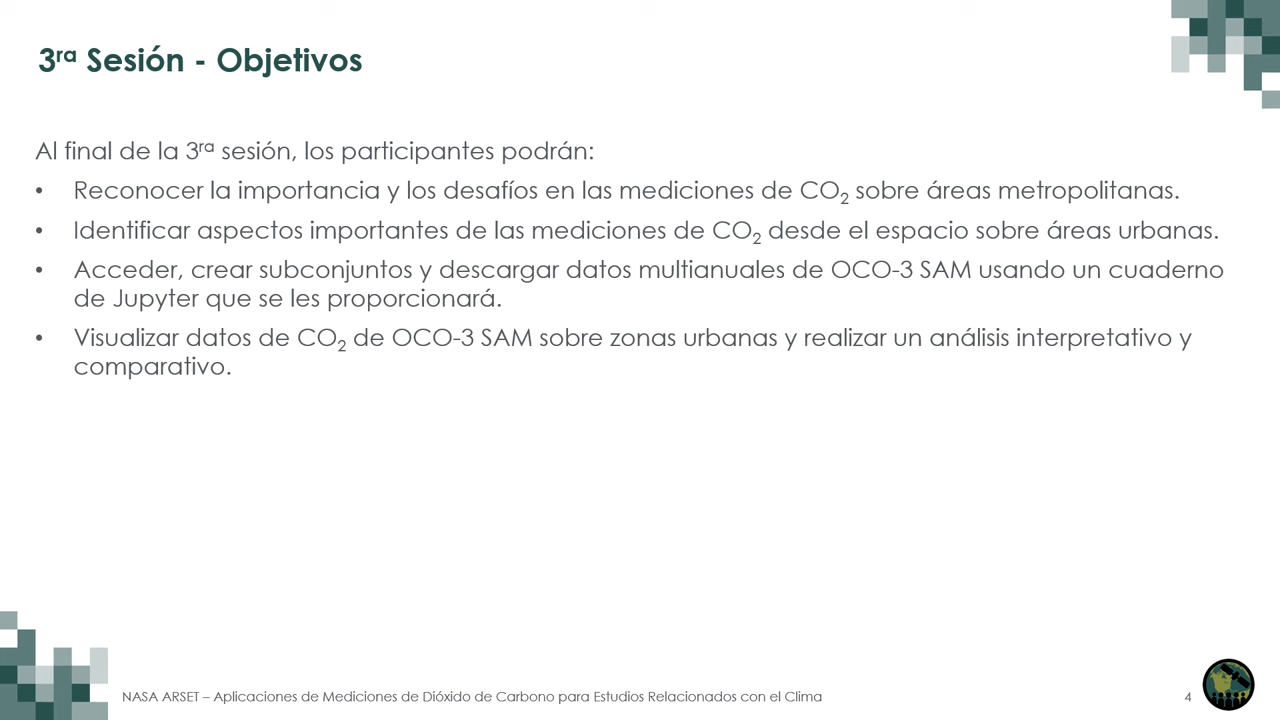 3ra Sesión - Objetivos
Al final de la 3ra sesión, los participantes podrán:
• Reconocer la importancia y los desafíos en las mediciones de CO2 sobre áreas metropolitanas.
• Identificar aspectos importantes de las mediciones de CO2 desde el espacio sobre áreas urbanas.
• Acceder, crear subconjuntos y descargar datos multianuales de OCO-3 SAM usando un cuaderno
de Jupyter que se les proporcionará.
• Visualizar datos de CO2 de OCO-3 SAM sobre zonas urbanas y realizar un análisis interpretativo y
comparativo.
NASA ARSET – Aplicaciones de Mediciones de Dióxido de Carbono para Estudios Relacionados con el Clima
4